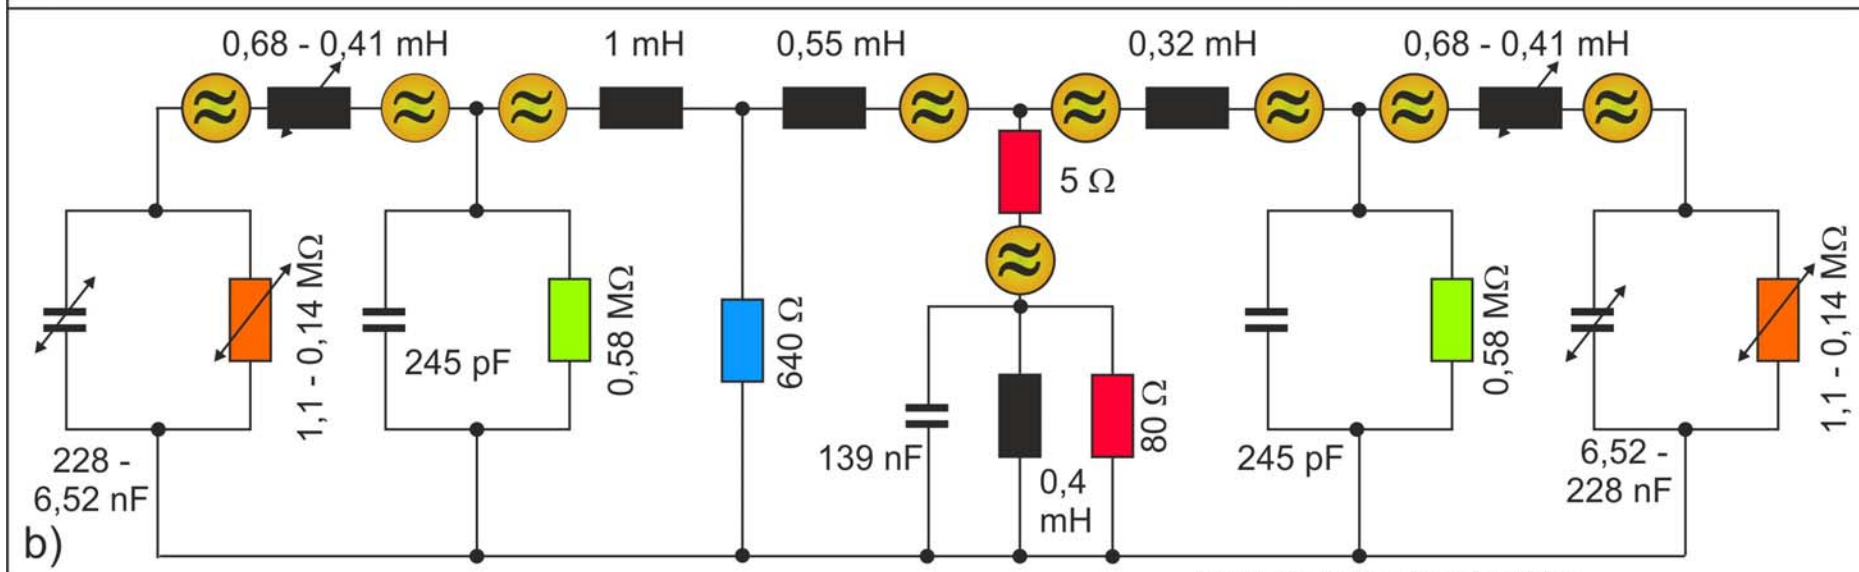 0,68 - 0,41 mH
1 mH
0,55 mH
0,32 mH
0,68 - 0,41 mH
5 Ω
1,1 - 0,14 MΩ
245 pF
0,58 MΩ
640 Ω
139 nF
0,4
mH
80 Ω
245 pF
0,58 MΩ
1,1 - 0,14 MΩ
228 -
6,52 nF
6,52 -
228 nF
b)